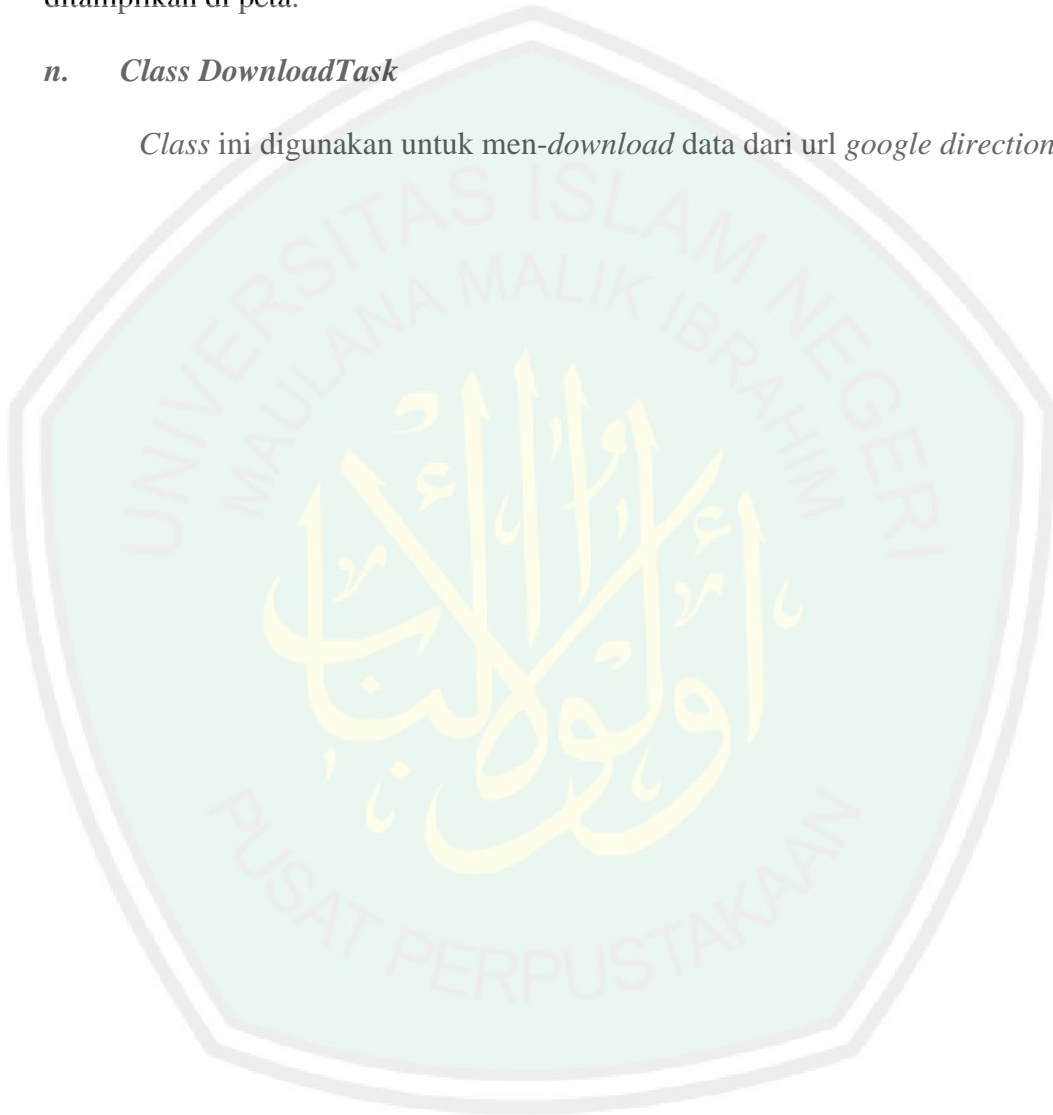 ditampilkan di peta.
n. Class DownloadTask
Class ini digunakan untuk men-download data dari url google direction
UNIVERSITAS ISLAM NEGERI
MAULANA MALIK IBRAHIM
PUSAT PERPUSTAKAAN